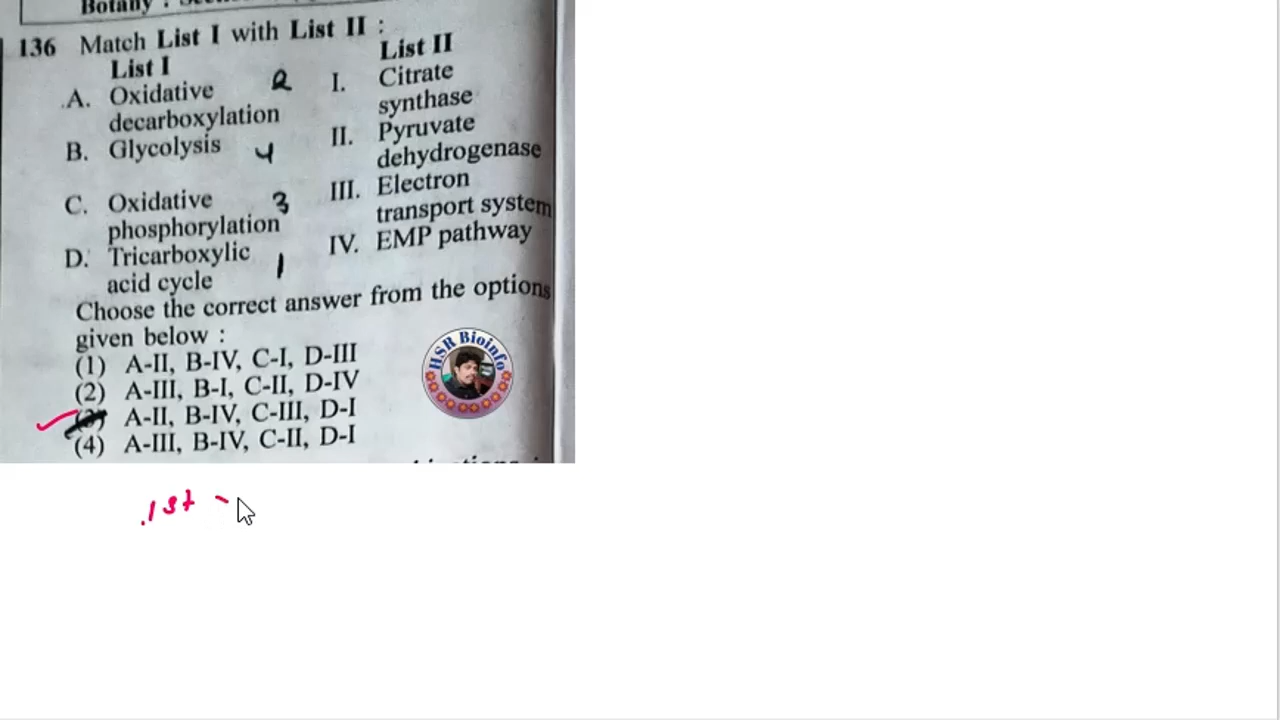 Botany :
136 Match List I with List II :
List I List II
A. Oxidative decarboxylation 2 I. Citrate synthase
B. Glycolysis 4 II. Pyruvate dehydrogenase
C. Oxidative phosphorylation 3 III. Electron transport system
D. Tricarboxylic acid cycle 1 IV. EMP pathway
Choose the correct answer from the options
given below :
(1) A-II, B-IV, C-I, D-III
(2) A-III, B-I, C-II, D-IV
(3) A-II, B-IV, C-III, D-I
(4) A-III, B-IV, C-II, D-I
HSR Bioinfo
1st